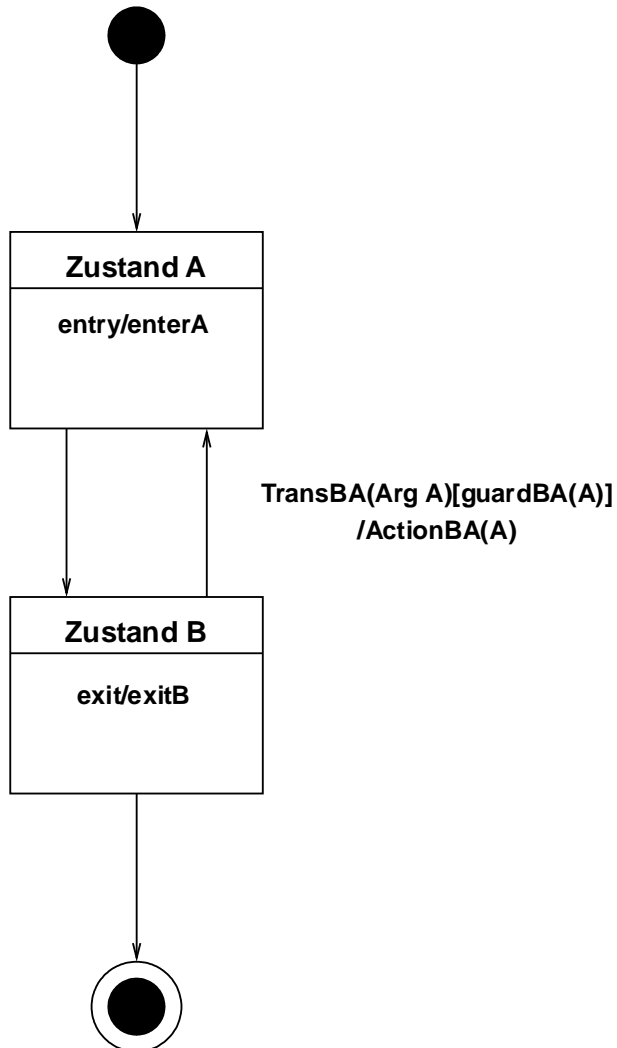 Zustand A
entry/enterA
TransBA(Arg A)[guardBA(A)]
/ActionBA(A)
Zustand B
exit/exitB